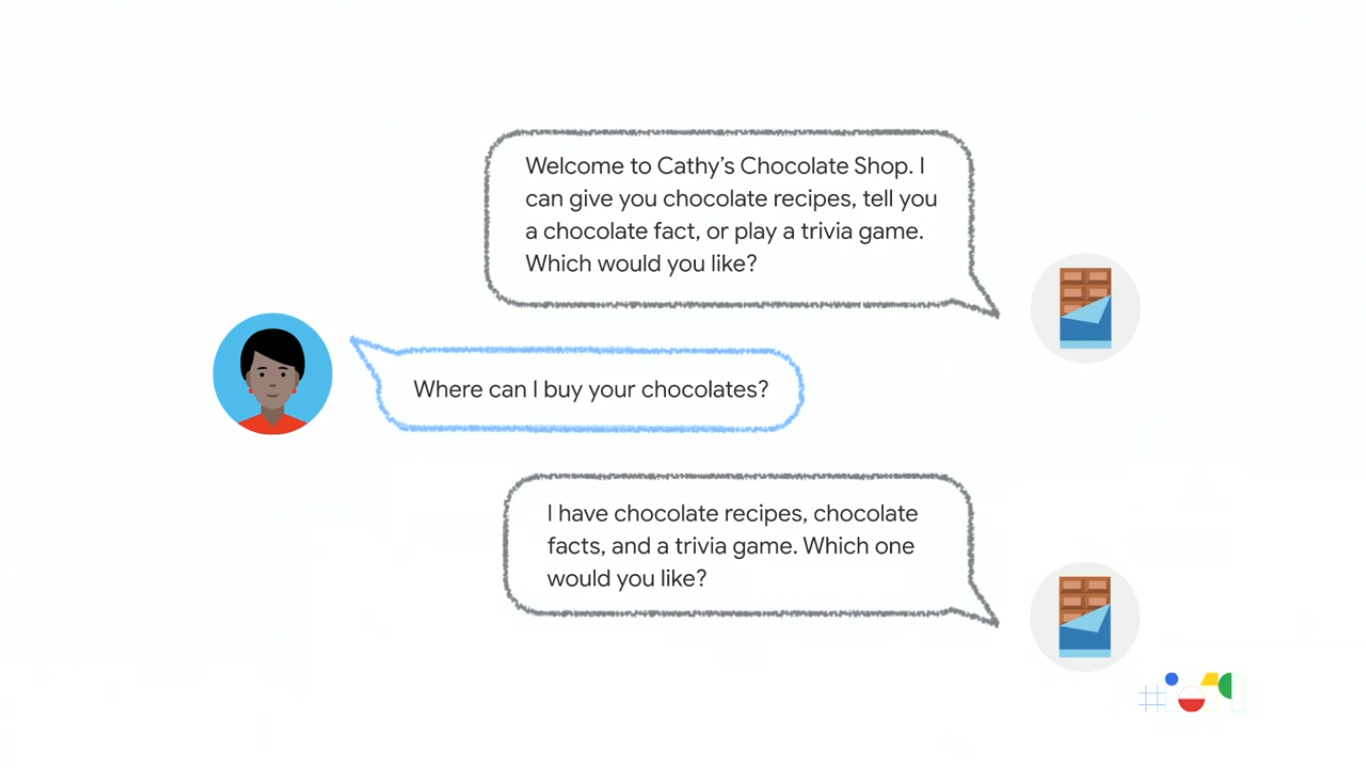 Welcome to Cathy’s Chocolate Shop. I
can give you chocolate recipes, tell you
a chocolate fact, or play a trivia game.
Which would you like?
Where can I buy your chocolates?
I have chocolate recipes, chocolate
facts, and a trivia game. Which one
would you like?
#io19